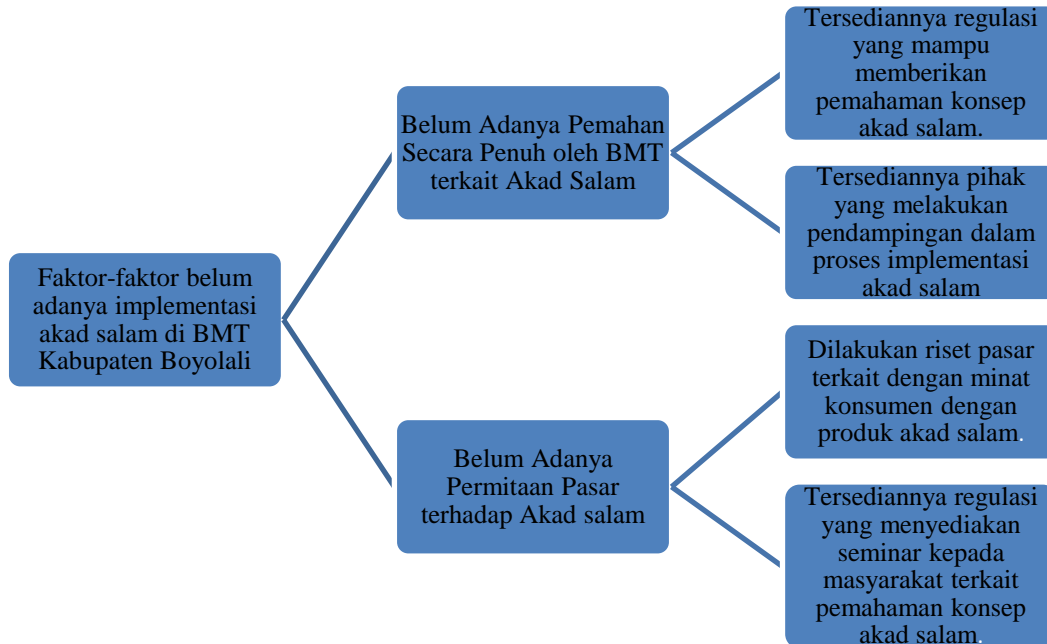 Faktor-faktor belum
adanya implementasi
akad salam di BMT
Kabupaten Boyolali
Belum Adanya Pemahan
Secara Penuh oleh BMT
terkait Akad Salam
Tersediannya regulasi
yang mampu
memberikan
pemahaman konsep
akad salam.
Tersediannya pihak
yang melakukan
pendampingan dalam
proses implementasi
akad salam
Belum Adanya
Permitaan Pasar
terhadap Akad salam
Dilakukan riset pasar
terkait dengan minat
konsumen dengan
produk akad salam.
Tersediannya regulasi
yang menyediakan
seminar kepada
masyarakat terkait
pemahaman konsep
akad salam.